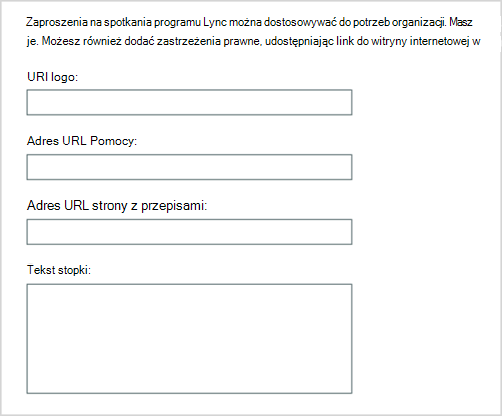 Zaproszenia na spotkania programu Lync można dostosowywać do potrzeb organizacji. Masz
je. Możesz również dodać zastrzeżenia prawne, udostępniając link do witryny internetowej w
URI logo:
Adres URL Pomocy:
Adres URL strony z przepisami:
Tekst stopki: